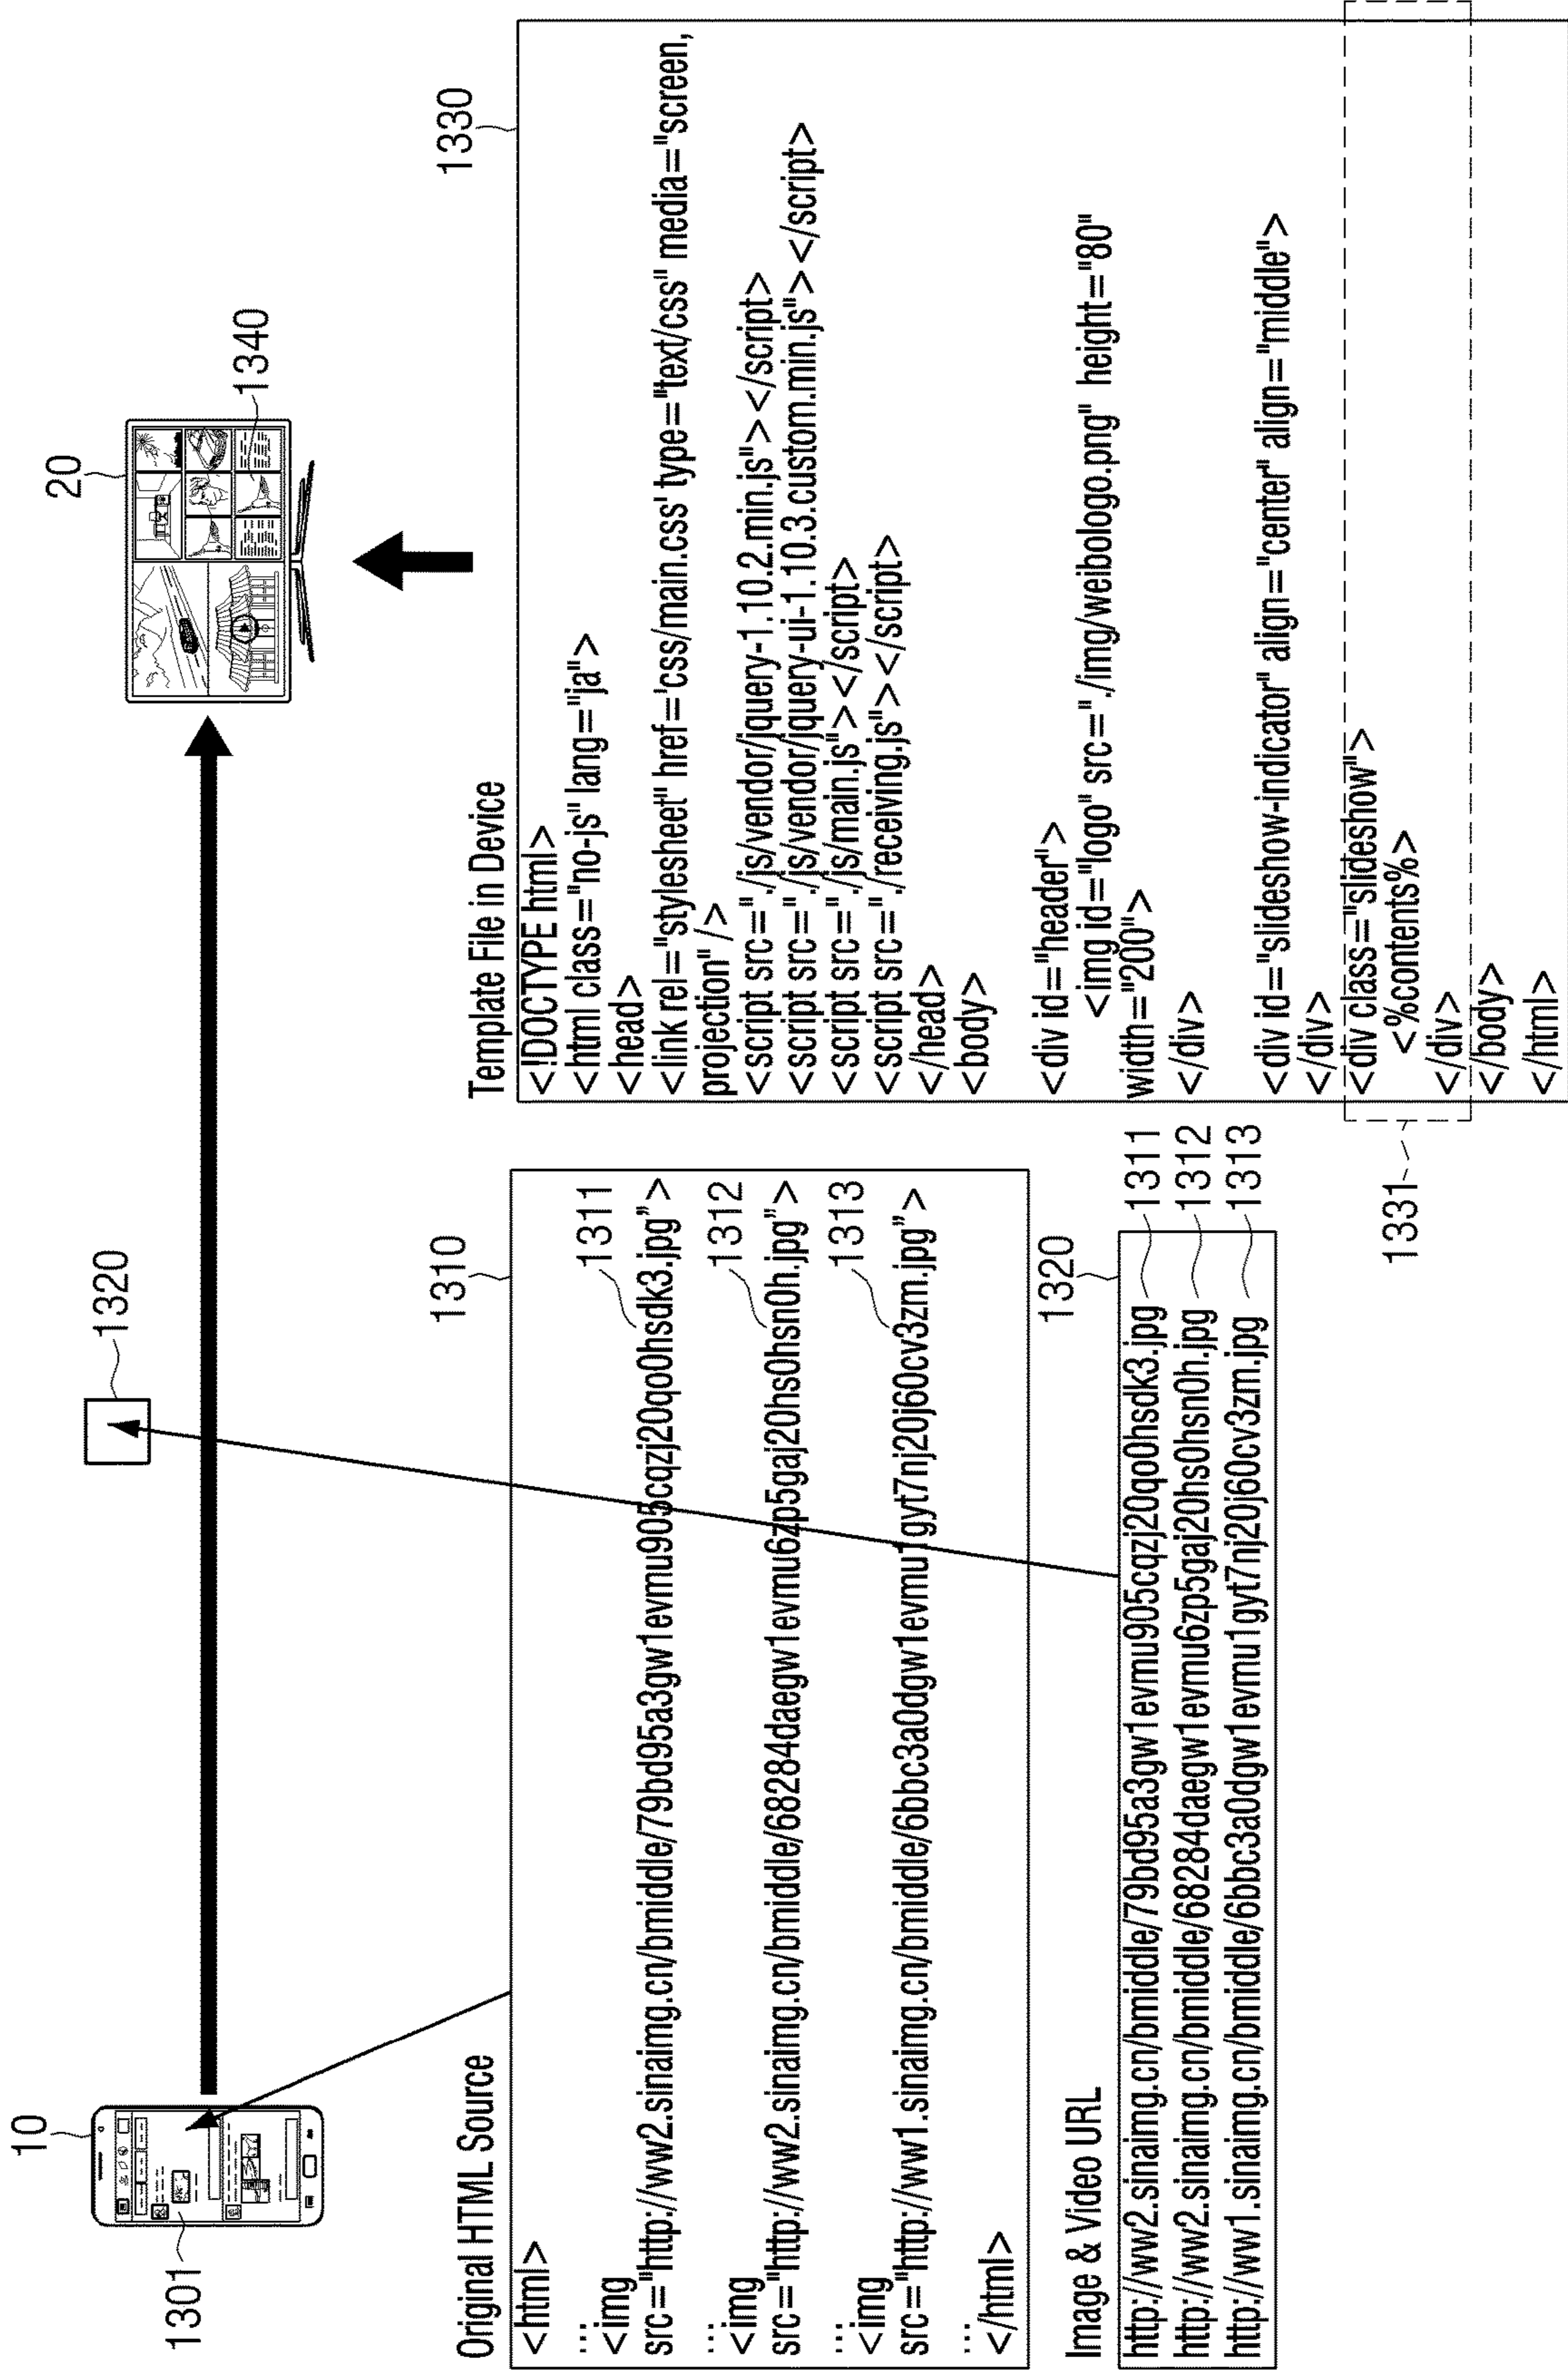 10
1301
1320
20
1340
Original HTML Source
1310
<html>
...
<img
1311
src="http://ww2.sinaimg.cn/bmiddle/79bd95a3gw1evmu905cqzj20qo0hsdk3.jpg”>
...
<img
1312
src="http://ww2.sinaimg.cn/bmiddle/68284daegw1evmu6zp5gaj20hs0hsn0h.jpg”>
...
<img
1313
src="http://ww1.sinaimg.cn/bmiddle/6bbc3a0dgw1evmu1gyt7nj20j60cv3zm.jpg”>
...
</html>
Image & Video URL
1320
http://ww2.sinaimg.cn/bmiddle/79bd95a3gw1evmu905cqzj20qo0hsdk3.jpg 1311
http://ww2.sinaimg.cn/bmiddle/68284daegw1evmu6zp5gaj20hs0hsn0h.jpg 1312
http://ww1.sinaimg.cn/bmiddle/6bbc3a0dgw1evmu1gyt7nj20j60cv3zm.jpg 1313
Template File in Device
1330
<!DOCTYPE html>
<html class="no-js" lang="ja">
<head>
<link rel="stylesheet" href='css/main.css' type="text/css" media="screen,
projection" />
<script src="./js/vendor/jquery-1.10.2.min.js"></script>
<script src="./js/vendor/jquery-ui-1.10.3.custom.min.js"></script>
<script src="./js/main.js"></script>
<script src="./receiving.js"></script>
</head>
<body>
<div id="header">
<img id="logo" src="./img/weibologo.png" height="80"
width="200">
</div>
<div id="slideshow-indicator" align="center" align="middle">
</div>
<div class="slideshow">
<%contents%>
</div>
</body>
</html>
1331